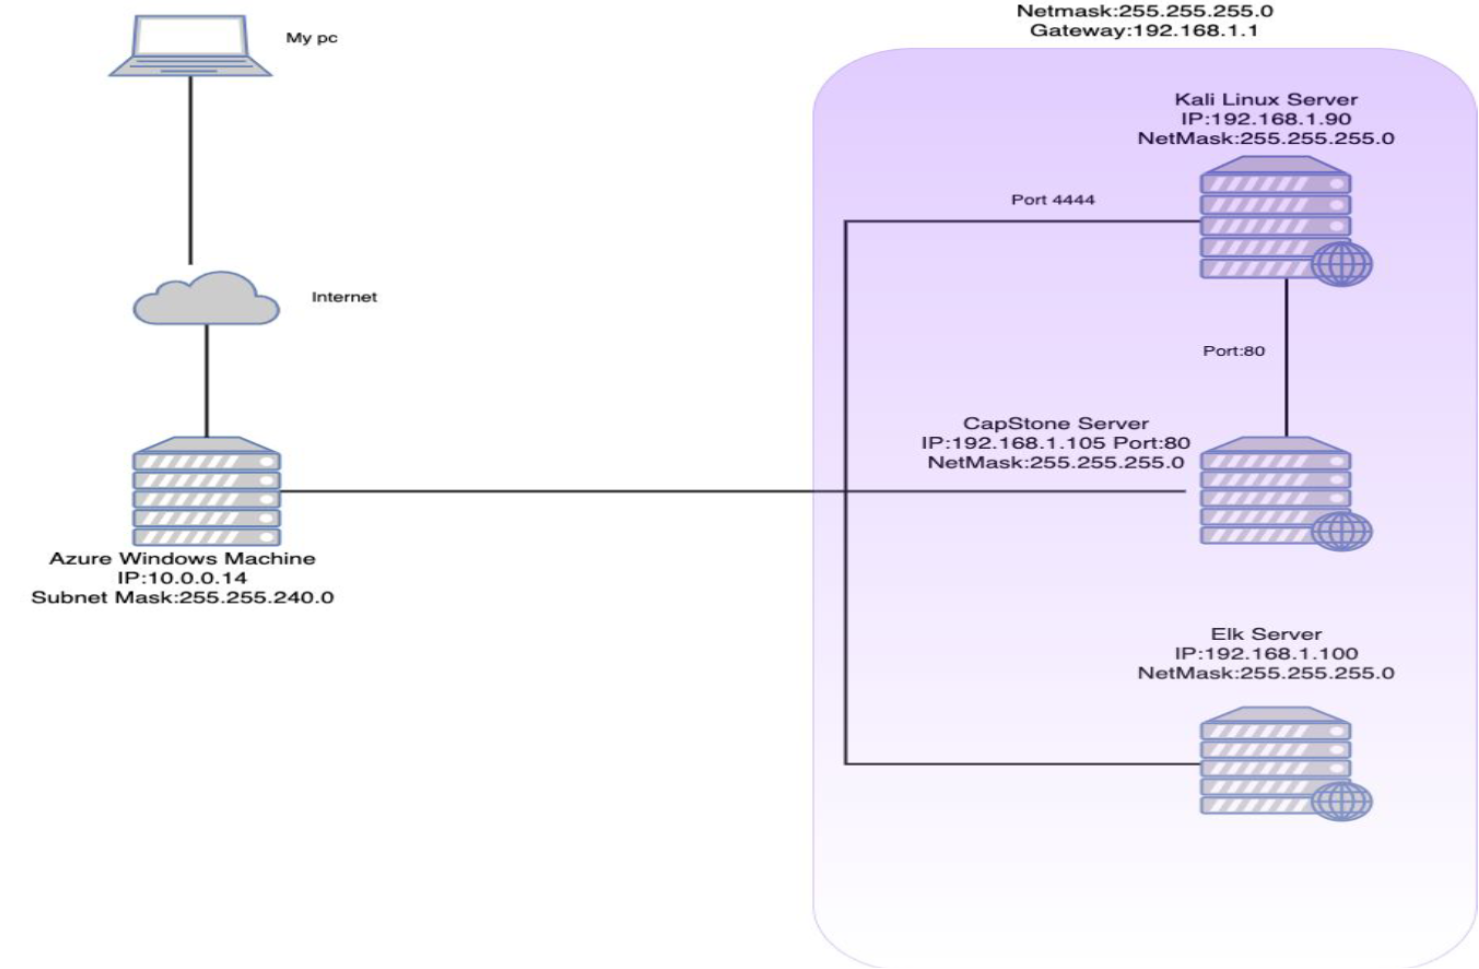 Netmask:255.255.255.0
Gateway:192.168.1.1
My pc
Kali Linux Server
IP:192.168.1.90
NetMask:255.255.255.0
Port 4444
Internet
Port:80
CapStone Server
IP:192.168.1.105 Port:80
NetMask:255.255.255.0
Azure Windows Machine
IP:10.0.0.14
Subnet Mask:255.255.240.0
Elk Server
IP:192.168.1.100
NetMask:255.255.255.0